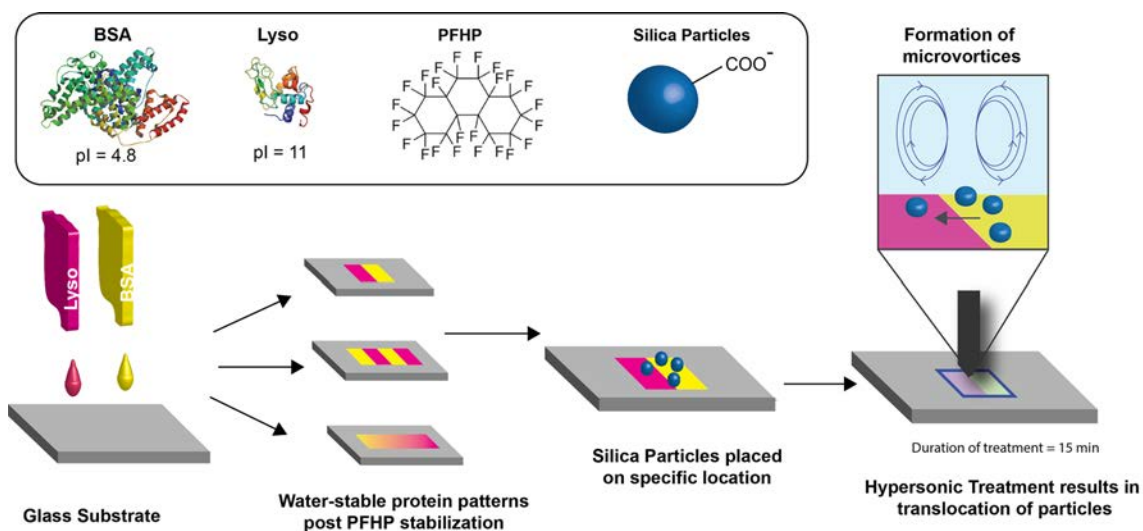 BSA
Lyso
PFHP
Silica Particles
pI = 4.8
pI = 11
F F F F
F F F F
F F
F F
F F F F F F
F F F F
COO-
Formation of
microvortices
Lyso
BSA
Glass Substrate
Water-stable protein patterns
post PFHP stabilization
Silica Particles placed
on specific location
Duration of treatment = 15 min
Hypersonic Treatment results in
translocation of particles